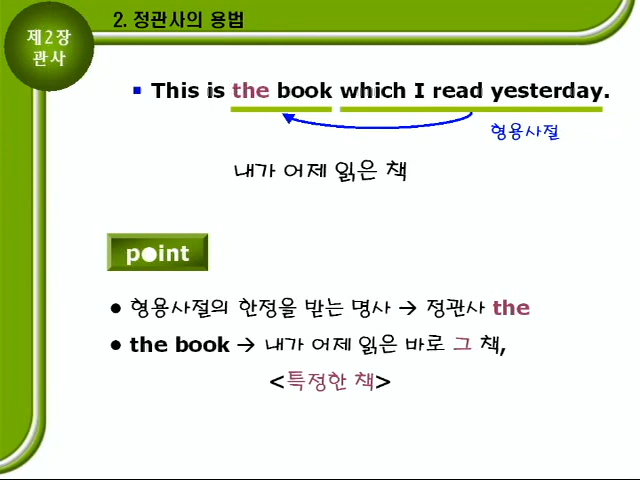 제2장
관사
2. 정관사의 용법
This is the book which I read yesterday.
형용사절
내가 어제 읽은 책
point
● 형용사절의 한정을 받는 명사 → 정관사 the
● the book → 내가 어제 읽은 바로 그 책,
<특정한 책>